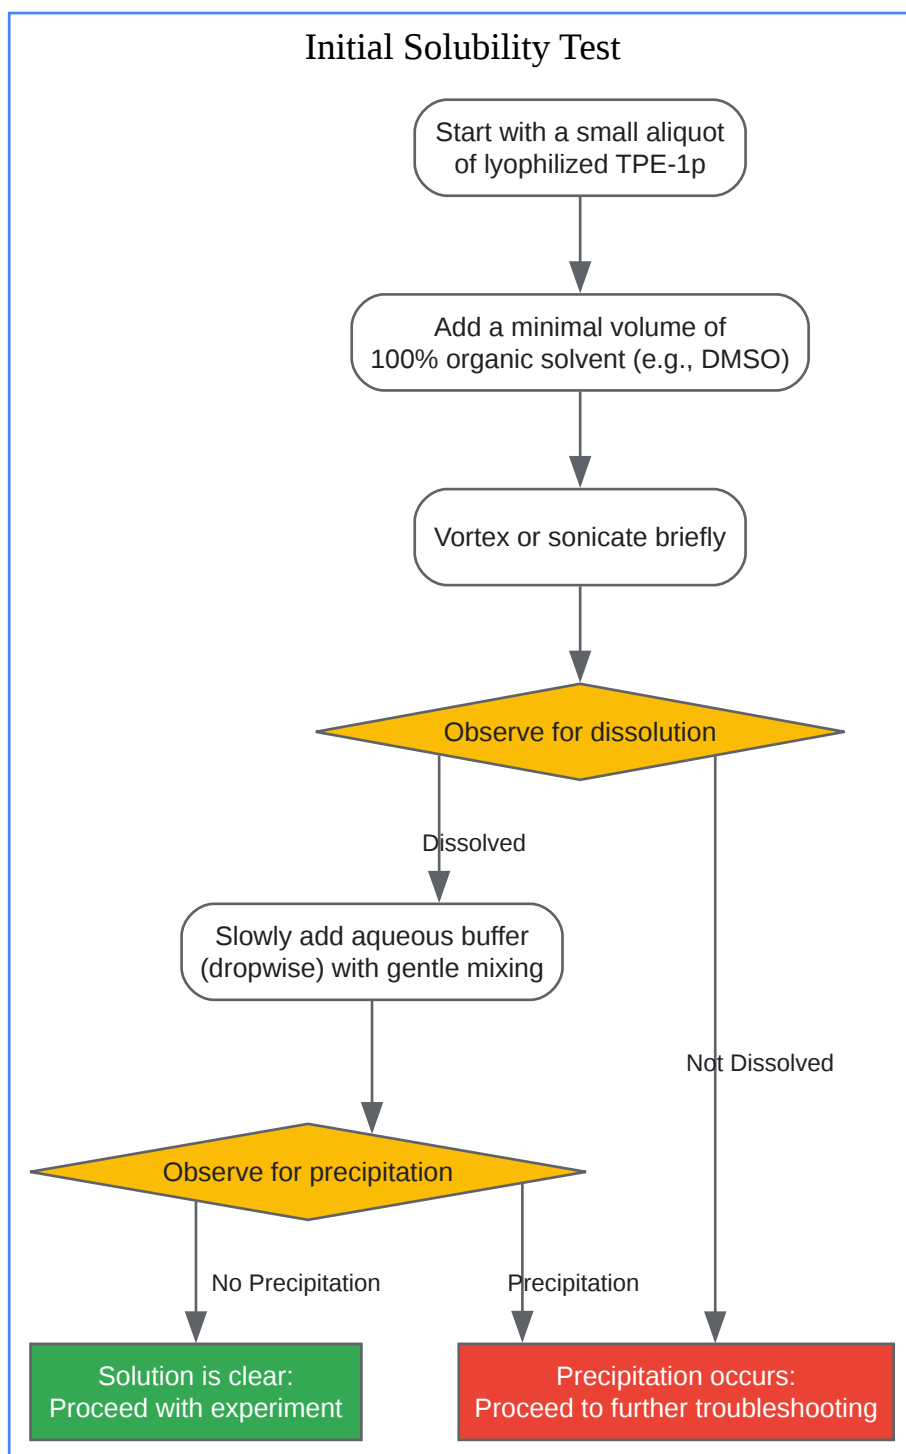 Initial Solubility Test
Start with a small aliquot
of lyophilized TPE-1p
Add a minimal volume of
100% organic solvent (e.g., DMSO)
Vortex or sonicate briefly
Observe for dissolution
Dissolved
Slowly add aqueous buffer
(dropwise) with gentle mixing
Not Dissolved
Observe for precipitation
No Precipitation
Precipitation
Solution is clear:
Proceed with experiment
Precipitation occurs:
Proceed to further troubleshooting